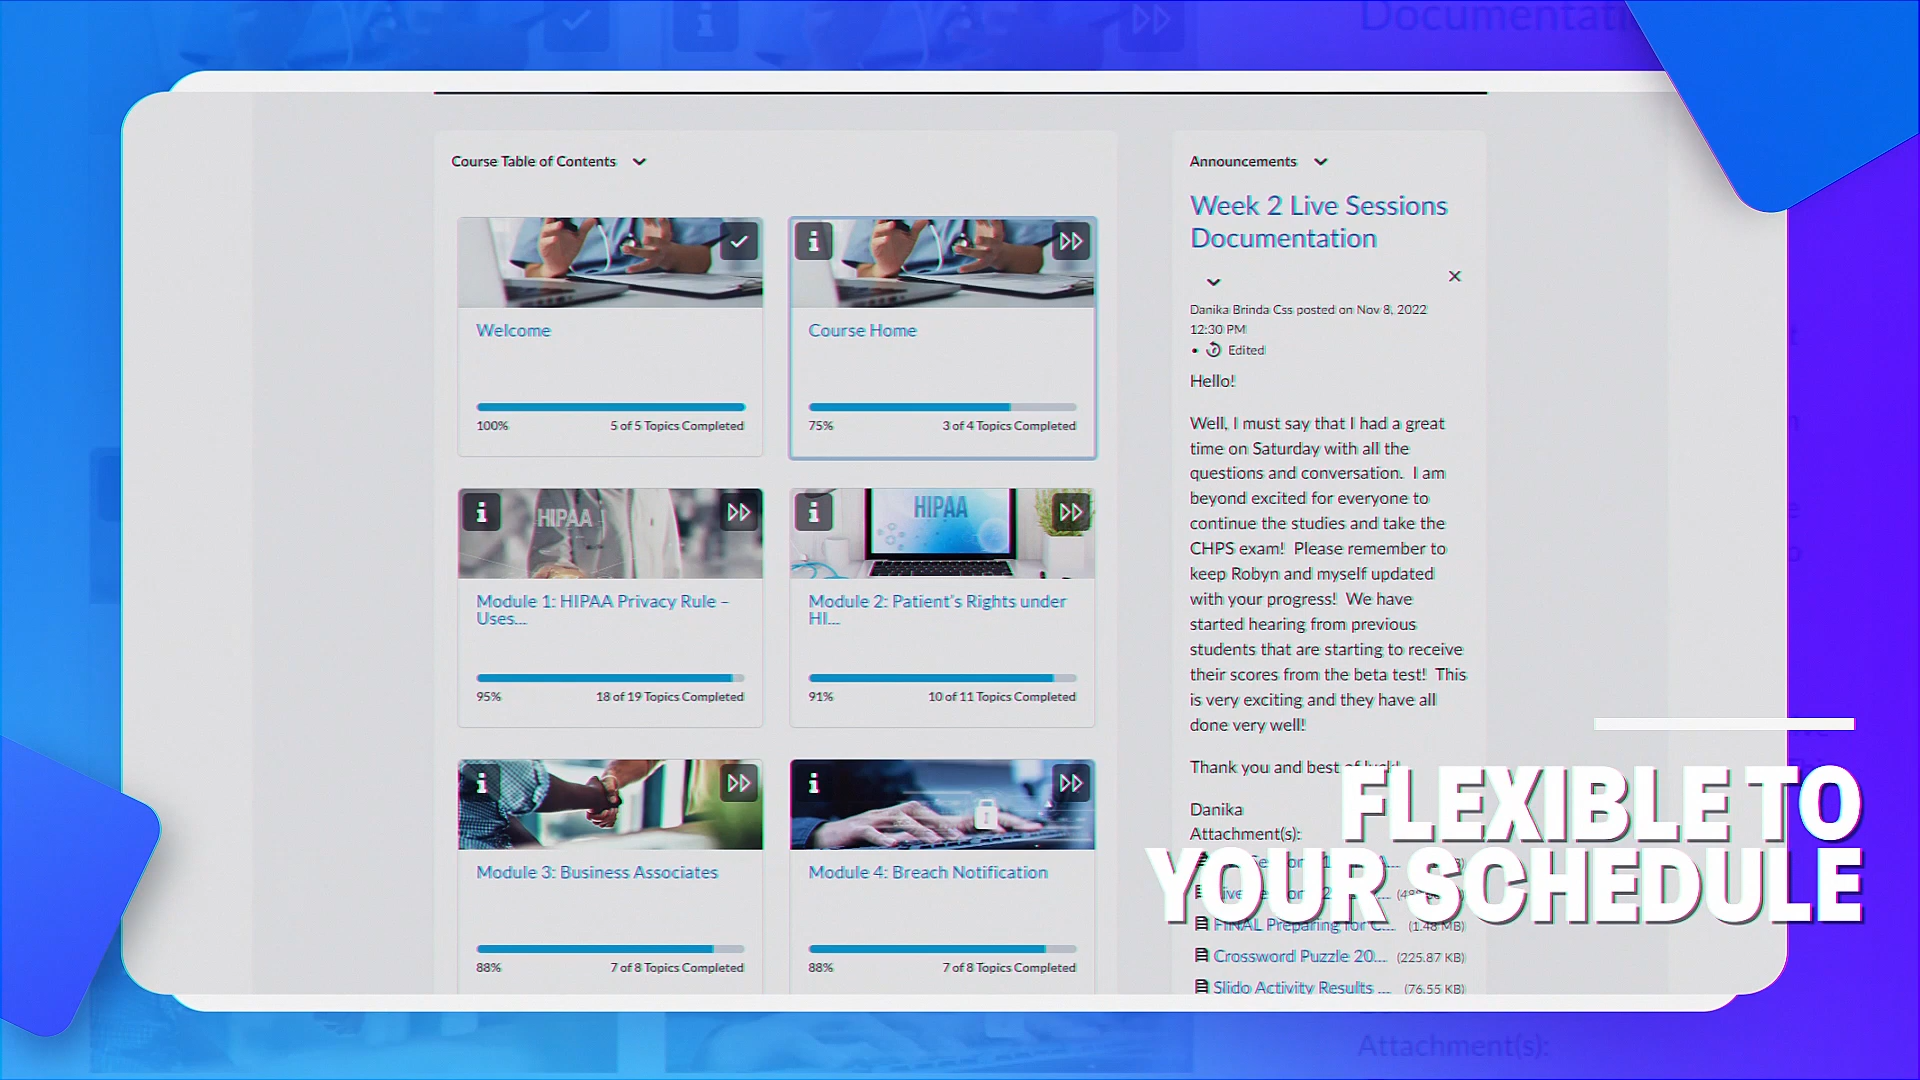 Documentati
Course Table of Contents
Welcome
100% 5 of 5 Topics Completed
Course Home
75% 3 of 4 Topics Completed
HIPAA
Module 1: HIPAA Privacy Rule –
Uses...
95% 18 of 19 Topics Completed
HIPAA
Module 2: Patient's Rights under
HI...
91% 10 of 11 Topics Completed
Module 3: Business Associates
88% 7 of 8 Topics Completed
Module 4: Breach Notification
88% 7 of 8 Topics Completed
Announcements
Week 2 Live Sessions
Documentation
Danika Brinda Css posted on Nov 8, 2022
12:30 PM
• Edited
Hello!
Well, I must say that I had a great
time on Saturday with all the
questions and conversation. I am
beyond excited for everyone to
continue the studies and take the
CHPS exam! Please remember to
keep Robyn and myself updated
with your progress! We have
started hearing from previous
students that are starting to receive
their scores from the beta test! This
is very exciting and they have all
done very well!
Thank you and best
Danika
Attachment(s):
FINAL Preparing for C... (1.48 MB)
Crossword Puzzle 20... (225.87 KB)
Slido Activity Results ... (76.55 KB)
FLEXIBLE TO
YOUR SCHEDULE
Attachment(s):